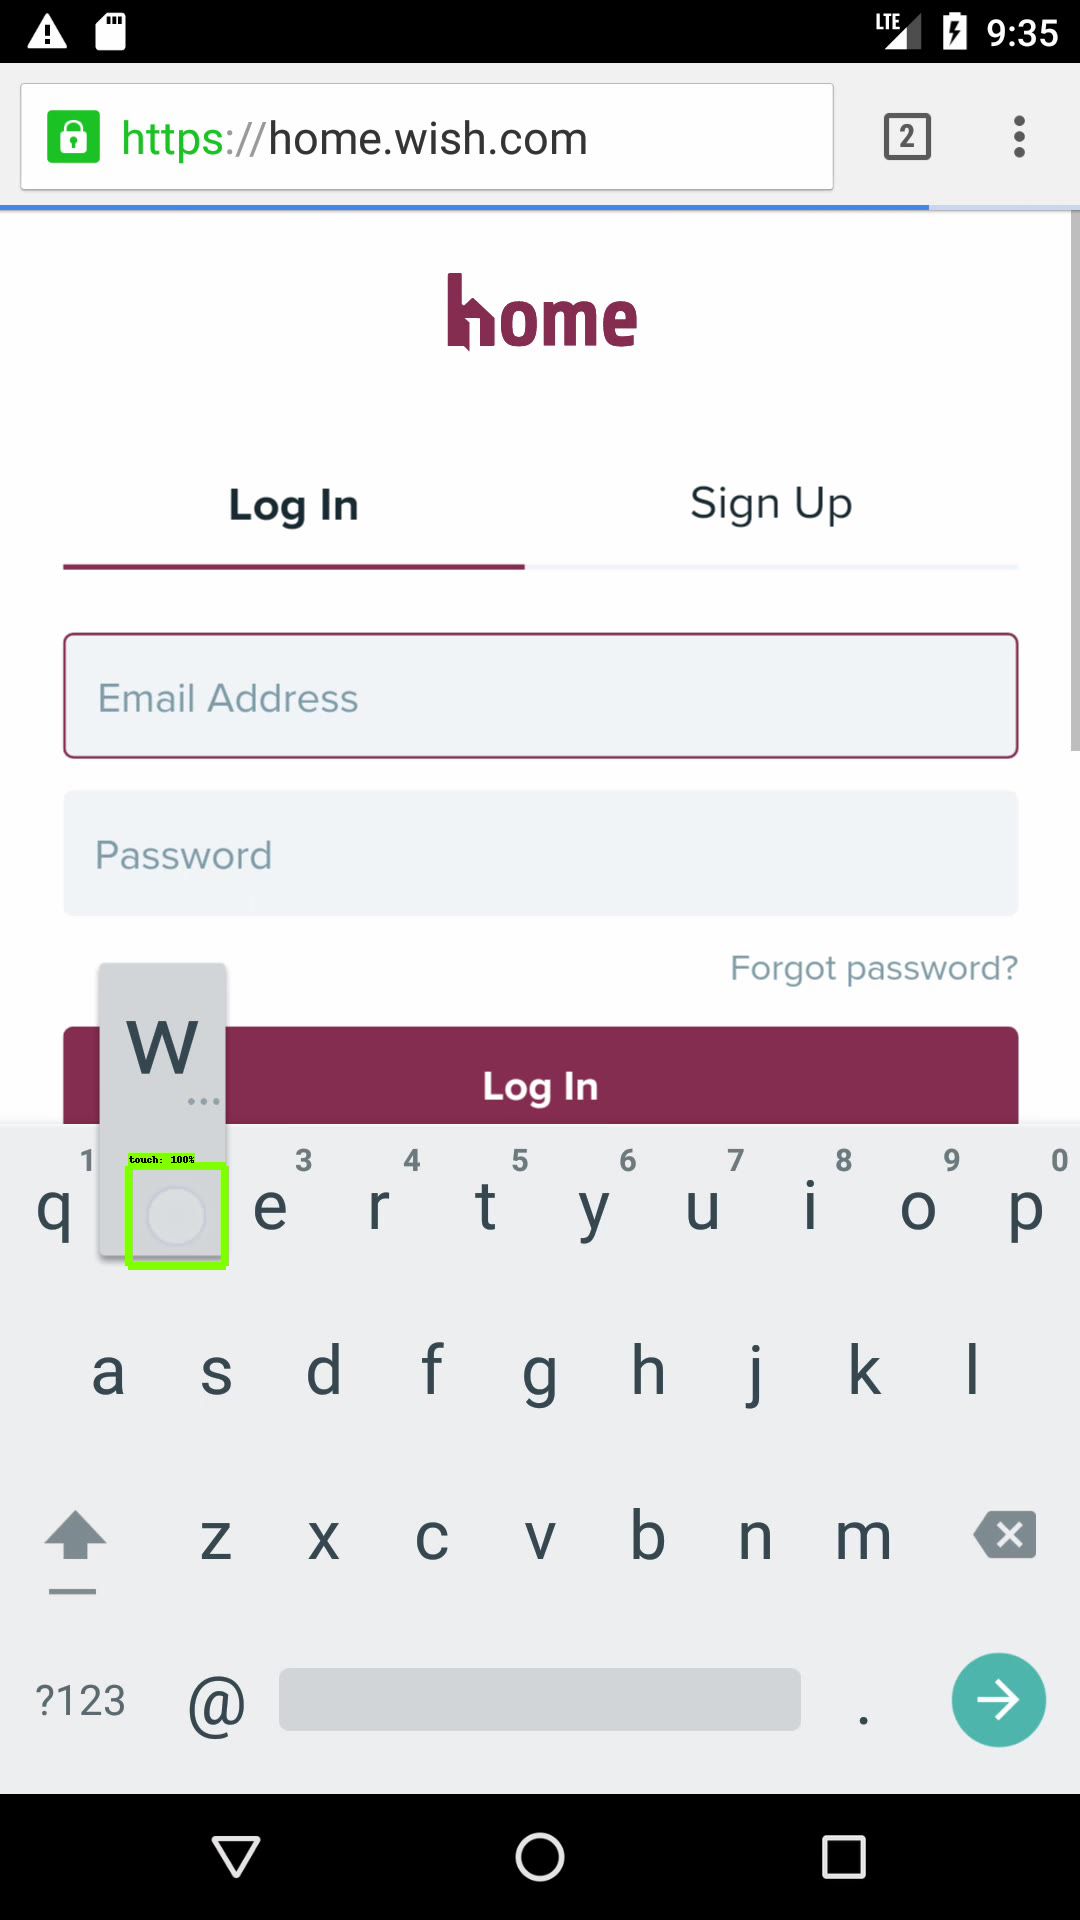 LTE 9:35
https://home.wish.com 2
home
Log In Sign Up
Email Address
Password
Forgot password?
Log In
w
touch: 100%
1 3 4 5 6 7 8 9 0
q e r t y u i o p
a s d f g h j k l
z x c v b n m
?123 @ .